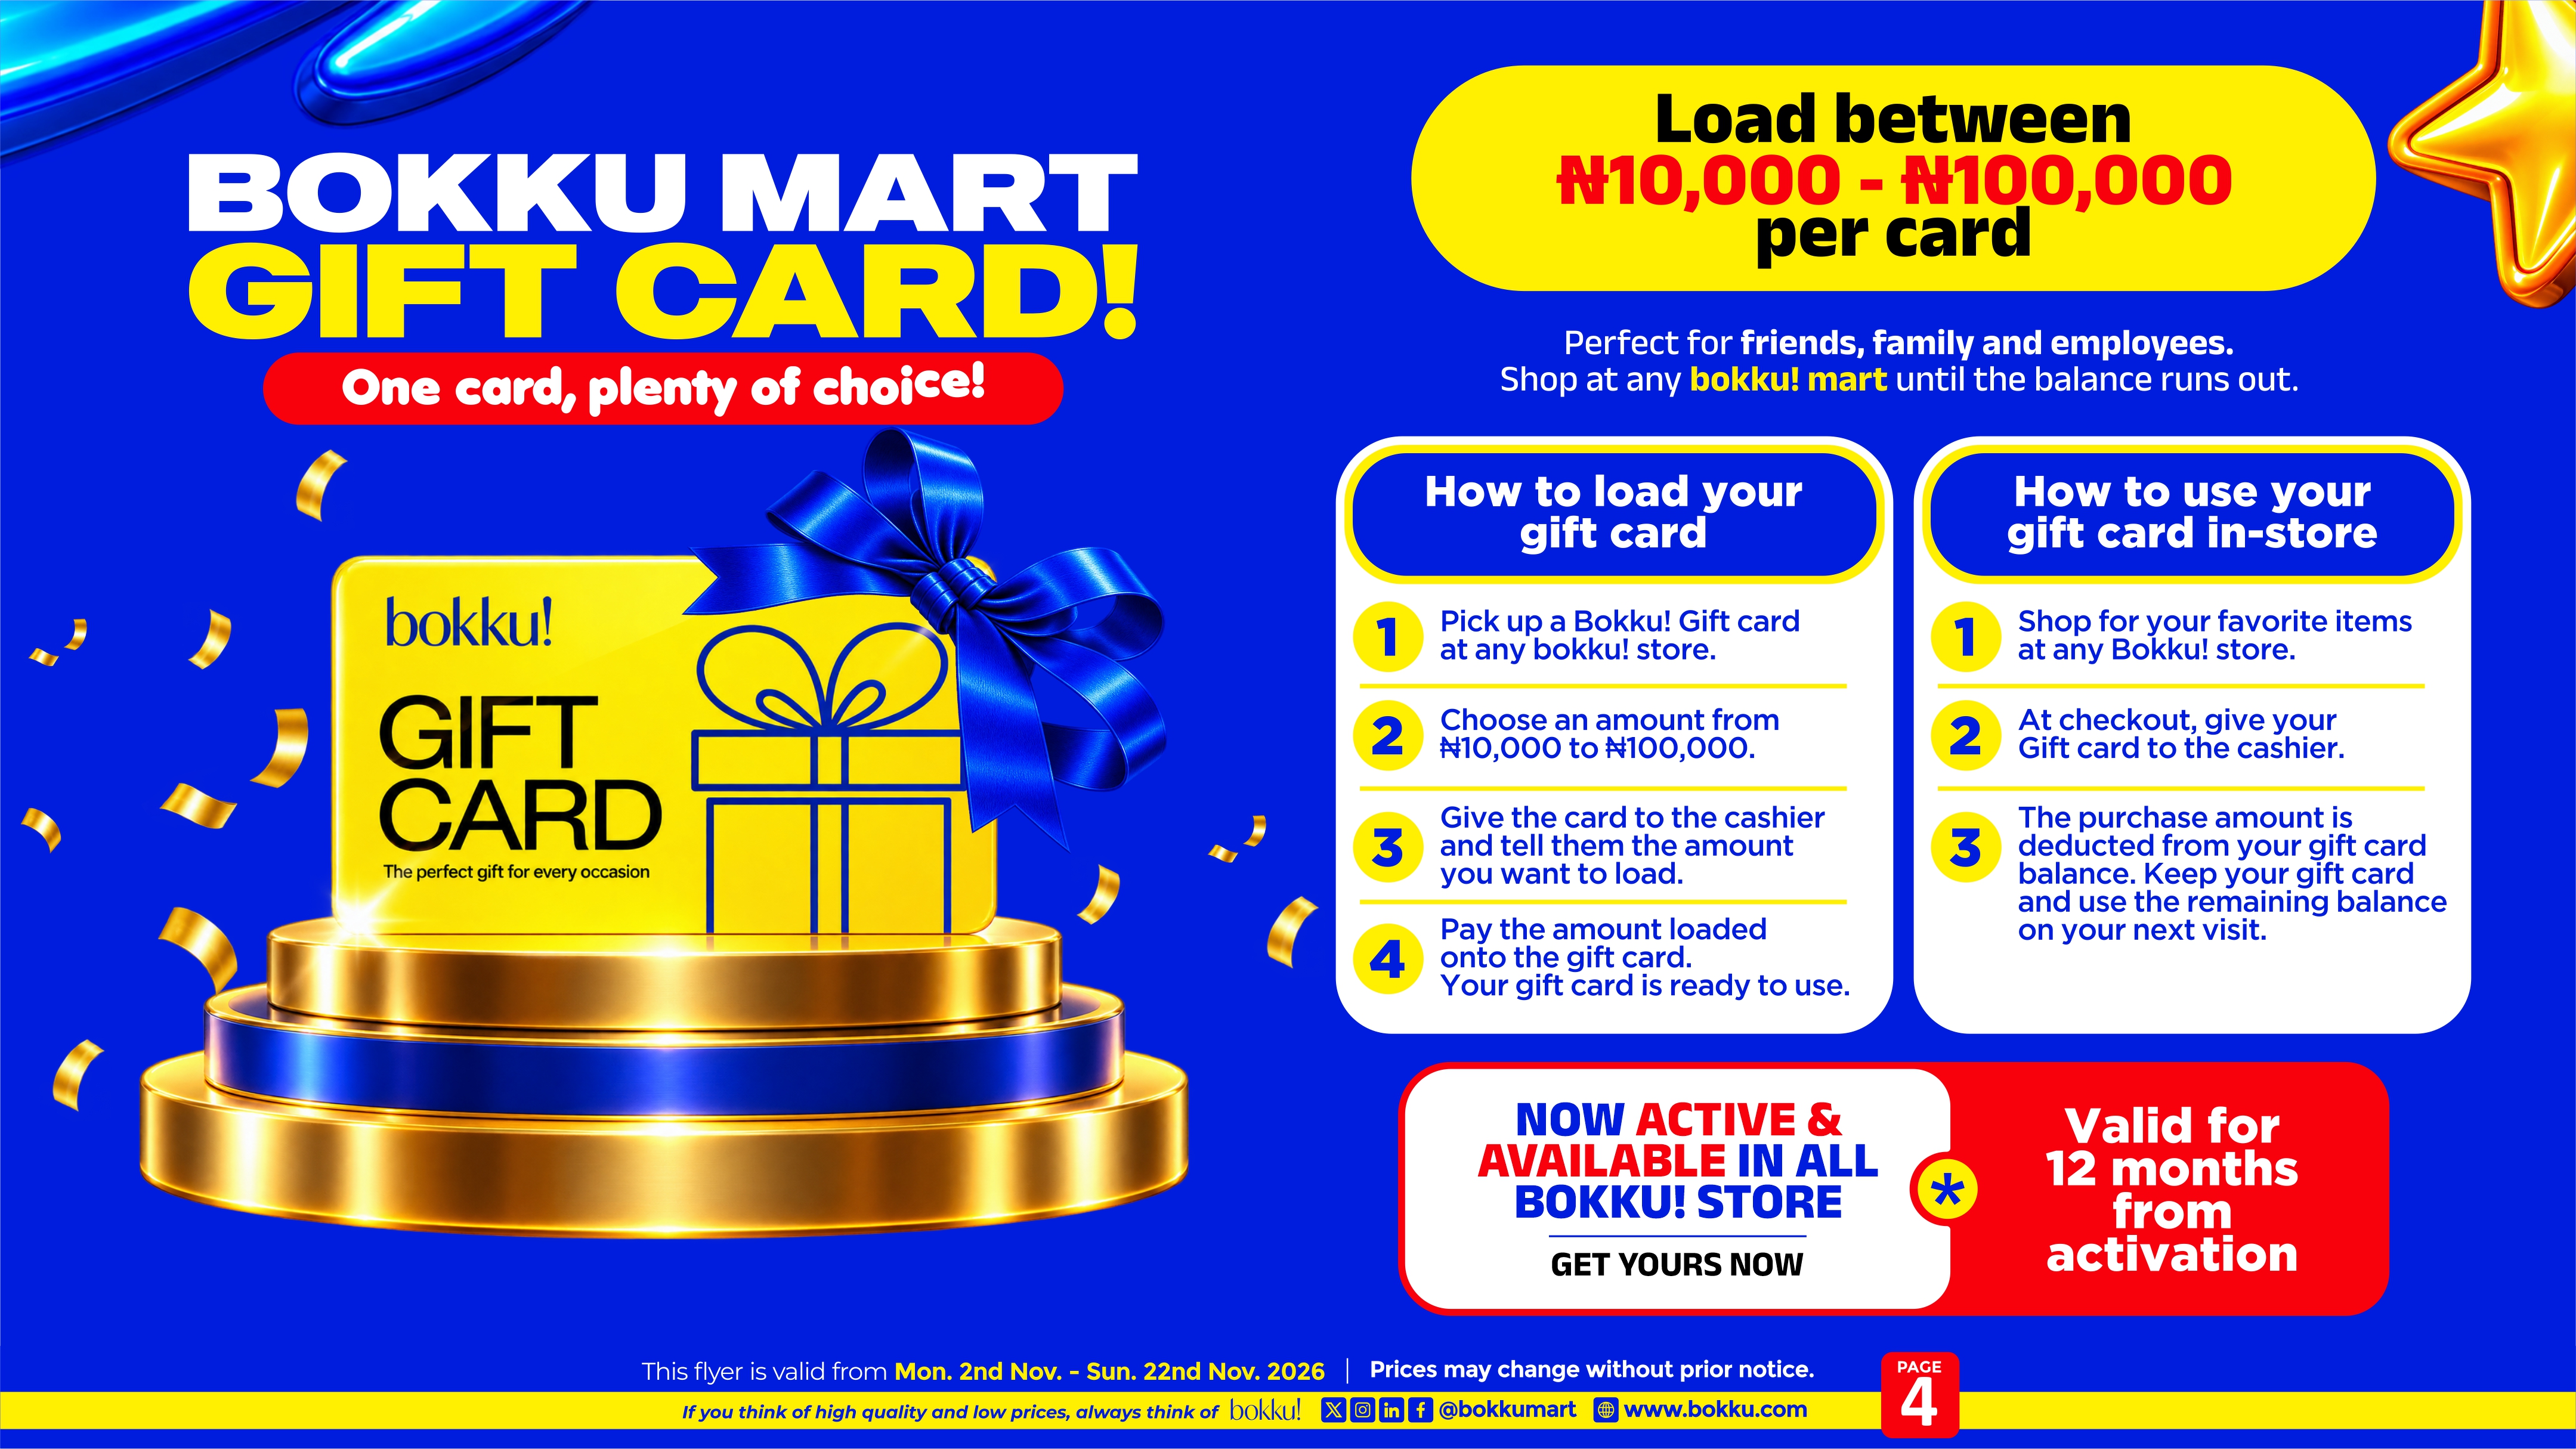 BOKKU MART
GIFT CARD!
One card, plenty of choice!
bokku!
GIFT
CARD
The perfect gift for every occasion
Load between
₦10,000 - ₦100,000
per card
Perfect for friends, family and employees.
Shop at any bokku! mart until the balance runs out.
How to load your
gift card
1
Pick up a Bokku! Gift card
at any bokku! store.
2
Choose an amount from
₦10,000 to ₦100,000.
3
Give the card to the cashier
and tell them the amount
you want to load.
4
Pay the amount loaded
onto the gift card.
Your gift card is ready to use.
How to use your
gift card in-store
1
Shop for your favorite items
at any Bokku! store.
2
At checkout, give your
Gift card to the cashier.
3
The purchase amount is
deducted from your gift card
balance. Keep your gift card
and use the remaining balance
on your next visit.
NOW ACTIVE &
AVAILABLE IN ALL
BOKKU! STORE
GET YOURS NOW
*
Valid for
12 months
from
activation
This flyer is valid from Mon. 2nd Nov. - Sun. 22nd Nov. 2026 | Prices may change without prior notice.
If you think of high quality and low prices, always think of bokku! @bokkumart www.bokku.com
PAGE
4